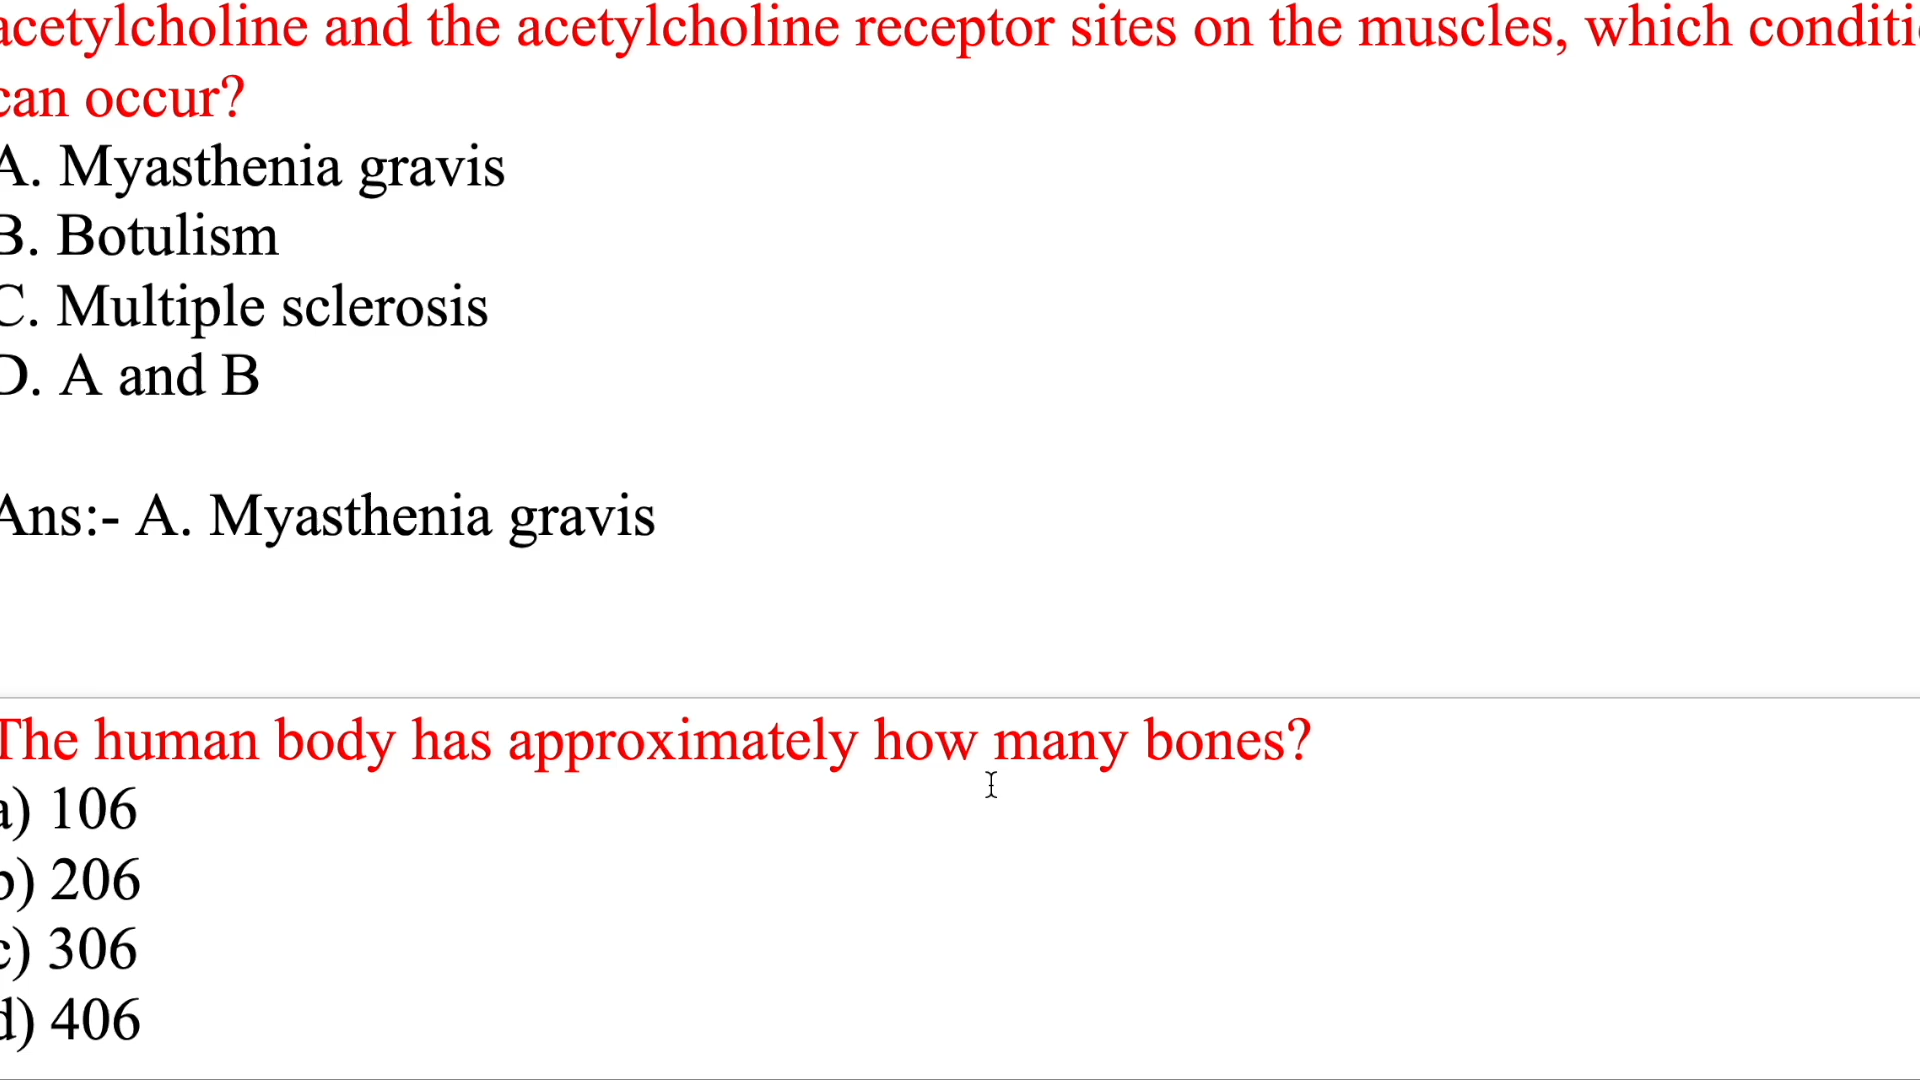 acetylcholine and the acetylcholine receptor sites on the muscles, which
can occur?
A. Myasthenia gravis
B. Botulism
C. Multiple sclerosis
D. A and B
Ans:- A. Myasthenia gravis
The human body has approximately how many bones?
a) 106
b) 206
c) 306
d) 406